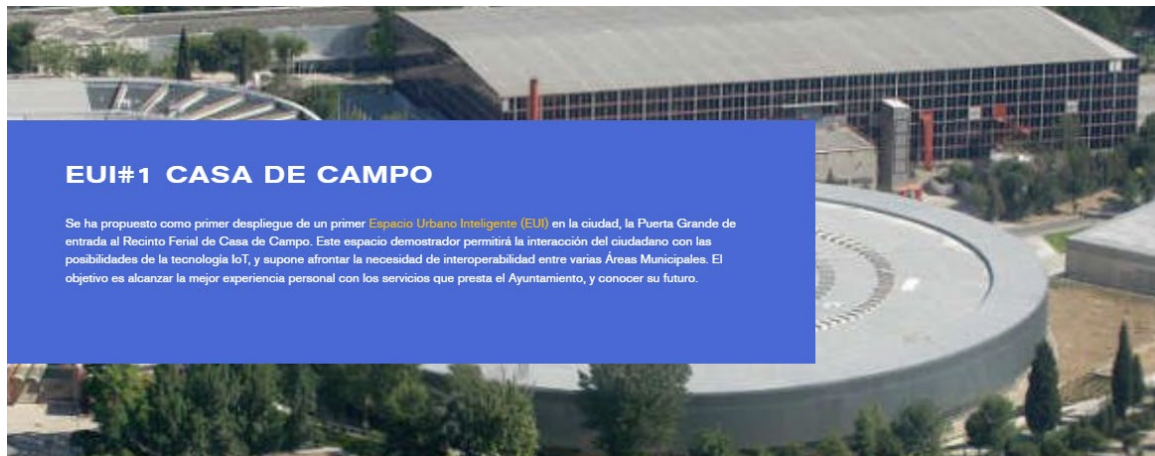 EUI#1 CASA DE CAMPO
Se ha propuesto como primer despliegue de un primer Espacio Urbano Inteligente (EUI) en la ciudad, la Puerta Grande de
entrada al Recinto Ferial de Casa de Campo. Este espacio demostrador permitirá la interacción del ciudadano con las
posibilidades de la tecnología IoT, y supone afrontar la necesidad de interoperabilidad entre varias Áreas Municipales. El
objetivo es alcanzar la mejor experiencia personal con los servicios que presta el Ayuntamiento, y conocer su futuro.